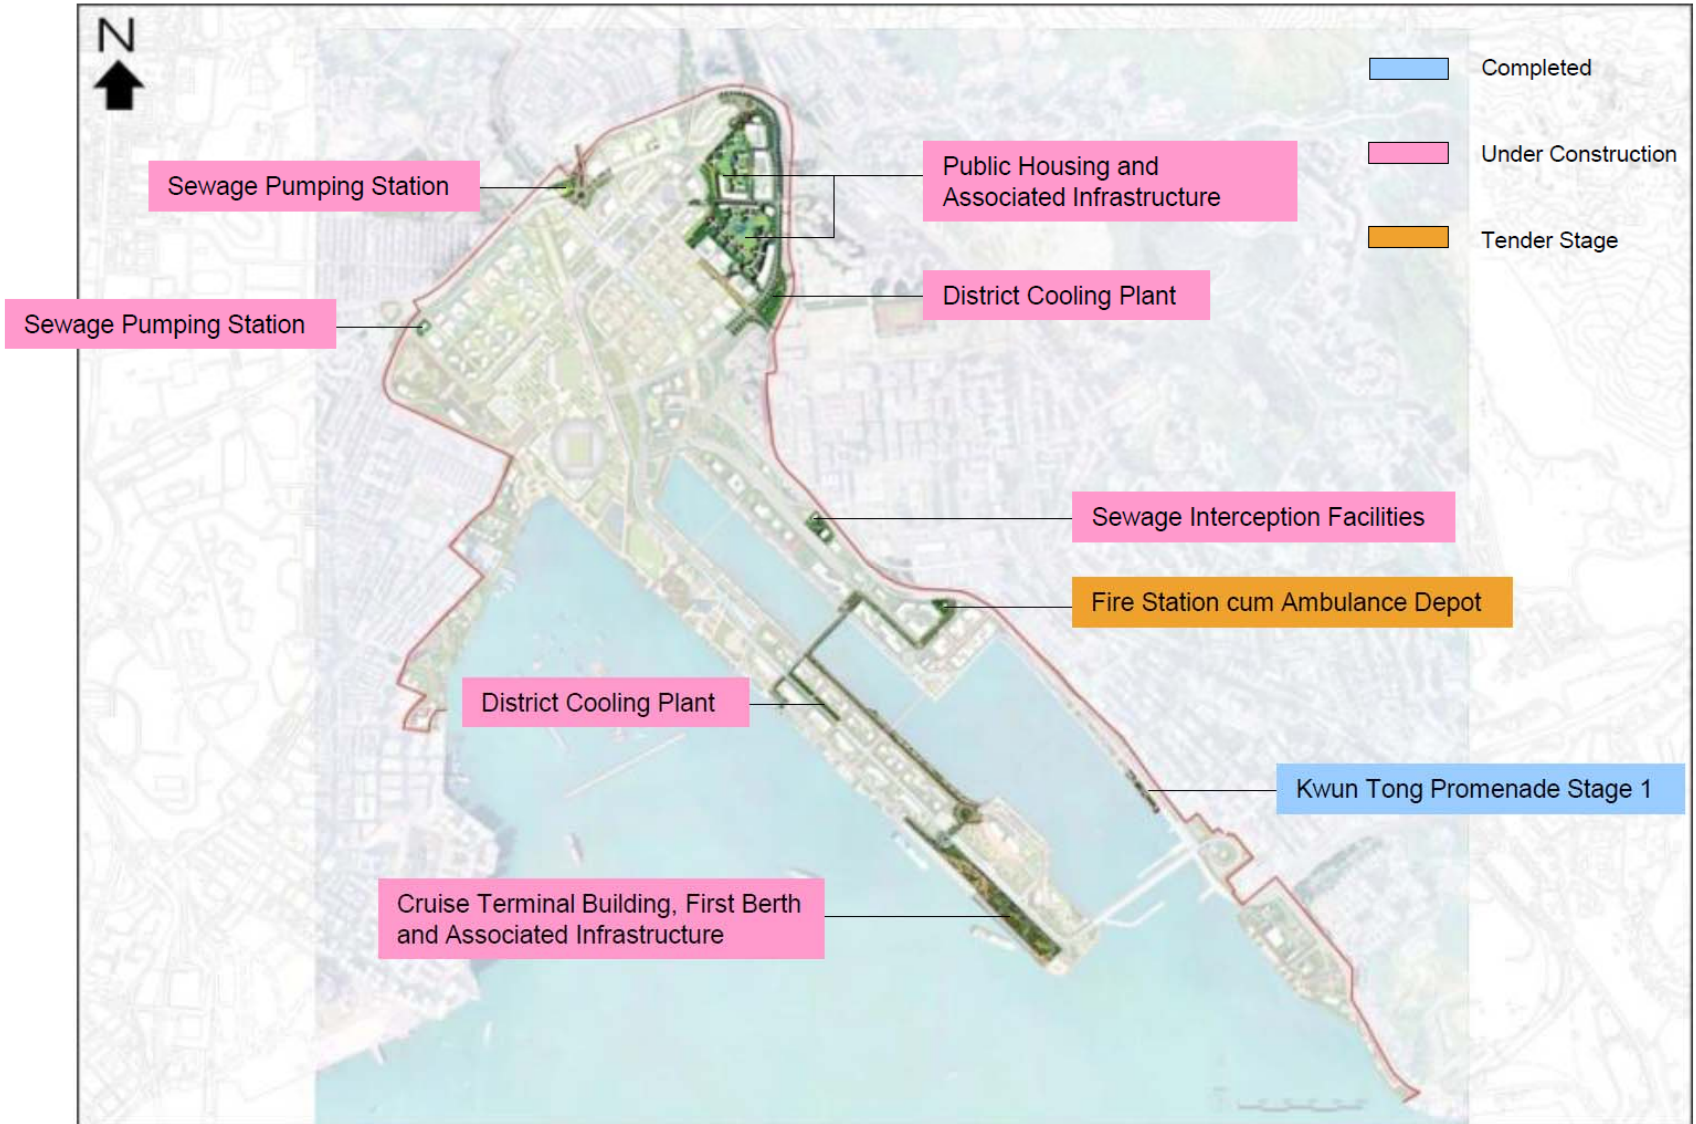 N
Completed
Under Construction
Tender Stage
Sewage Pumping Station
Public Housing and
Associated Infrastructure
District Cooling Plant
Sewage Pumping Station
Sewage Interception Facilities
Fire Station cum Ambulance Depot
District Cooling Plant
Kwun Tong Promenade Stage 1
Cruise Terminal Building, First Berth
and Associated Infrastructure